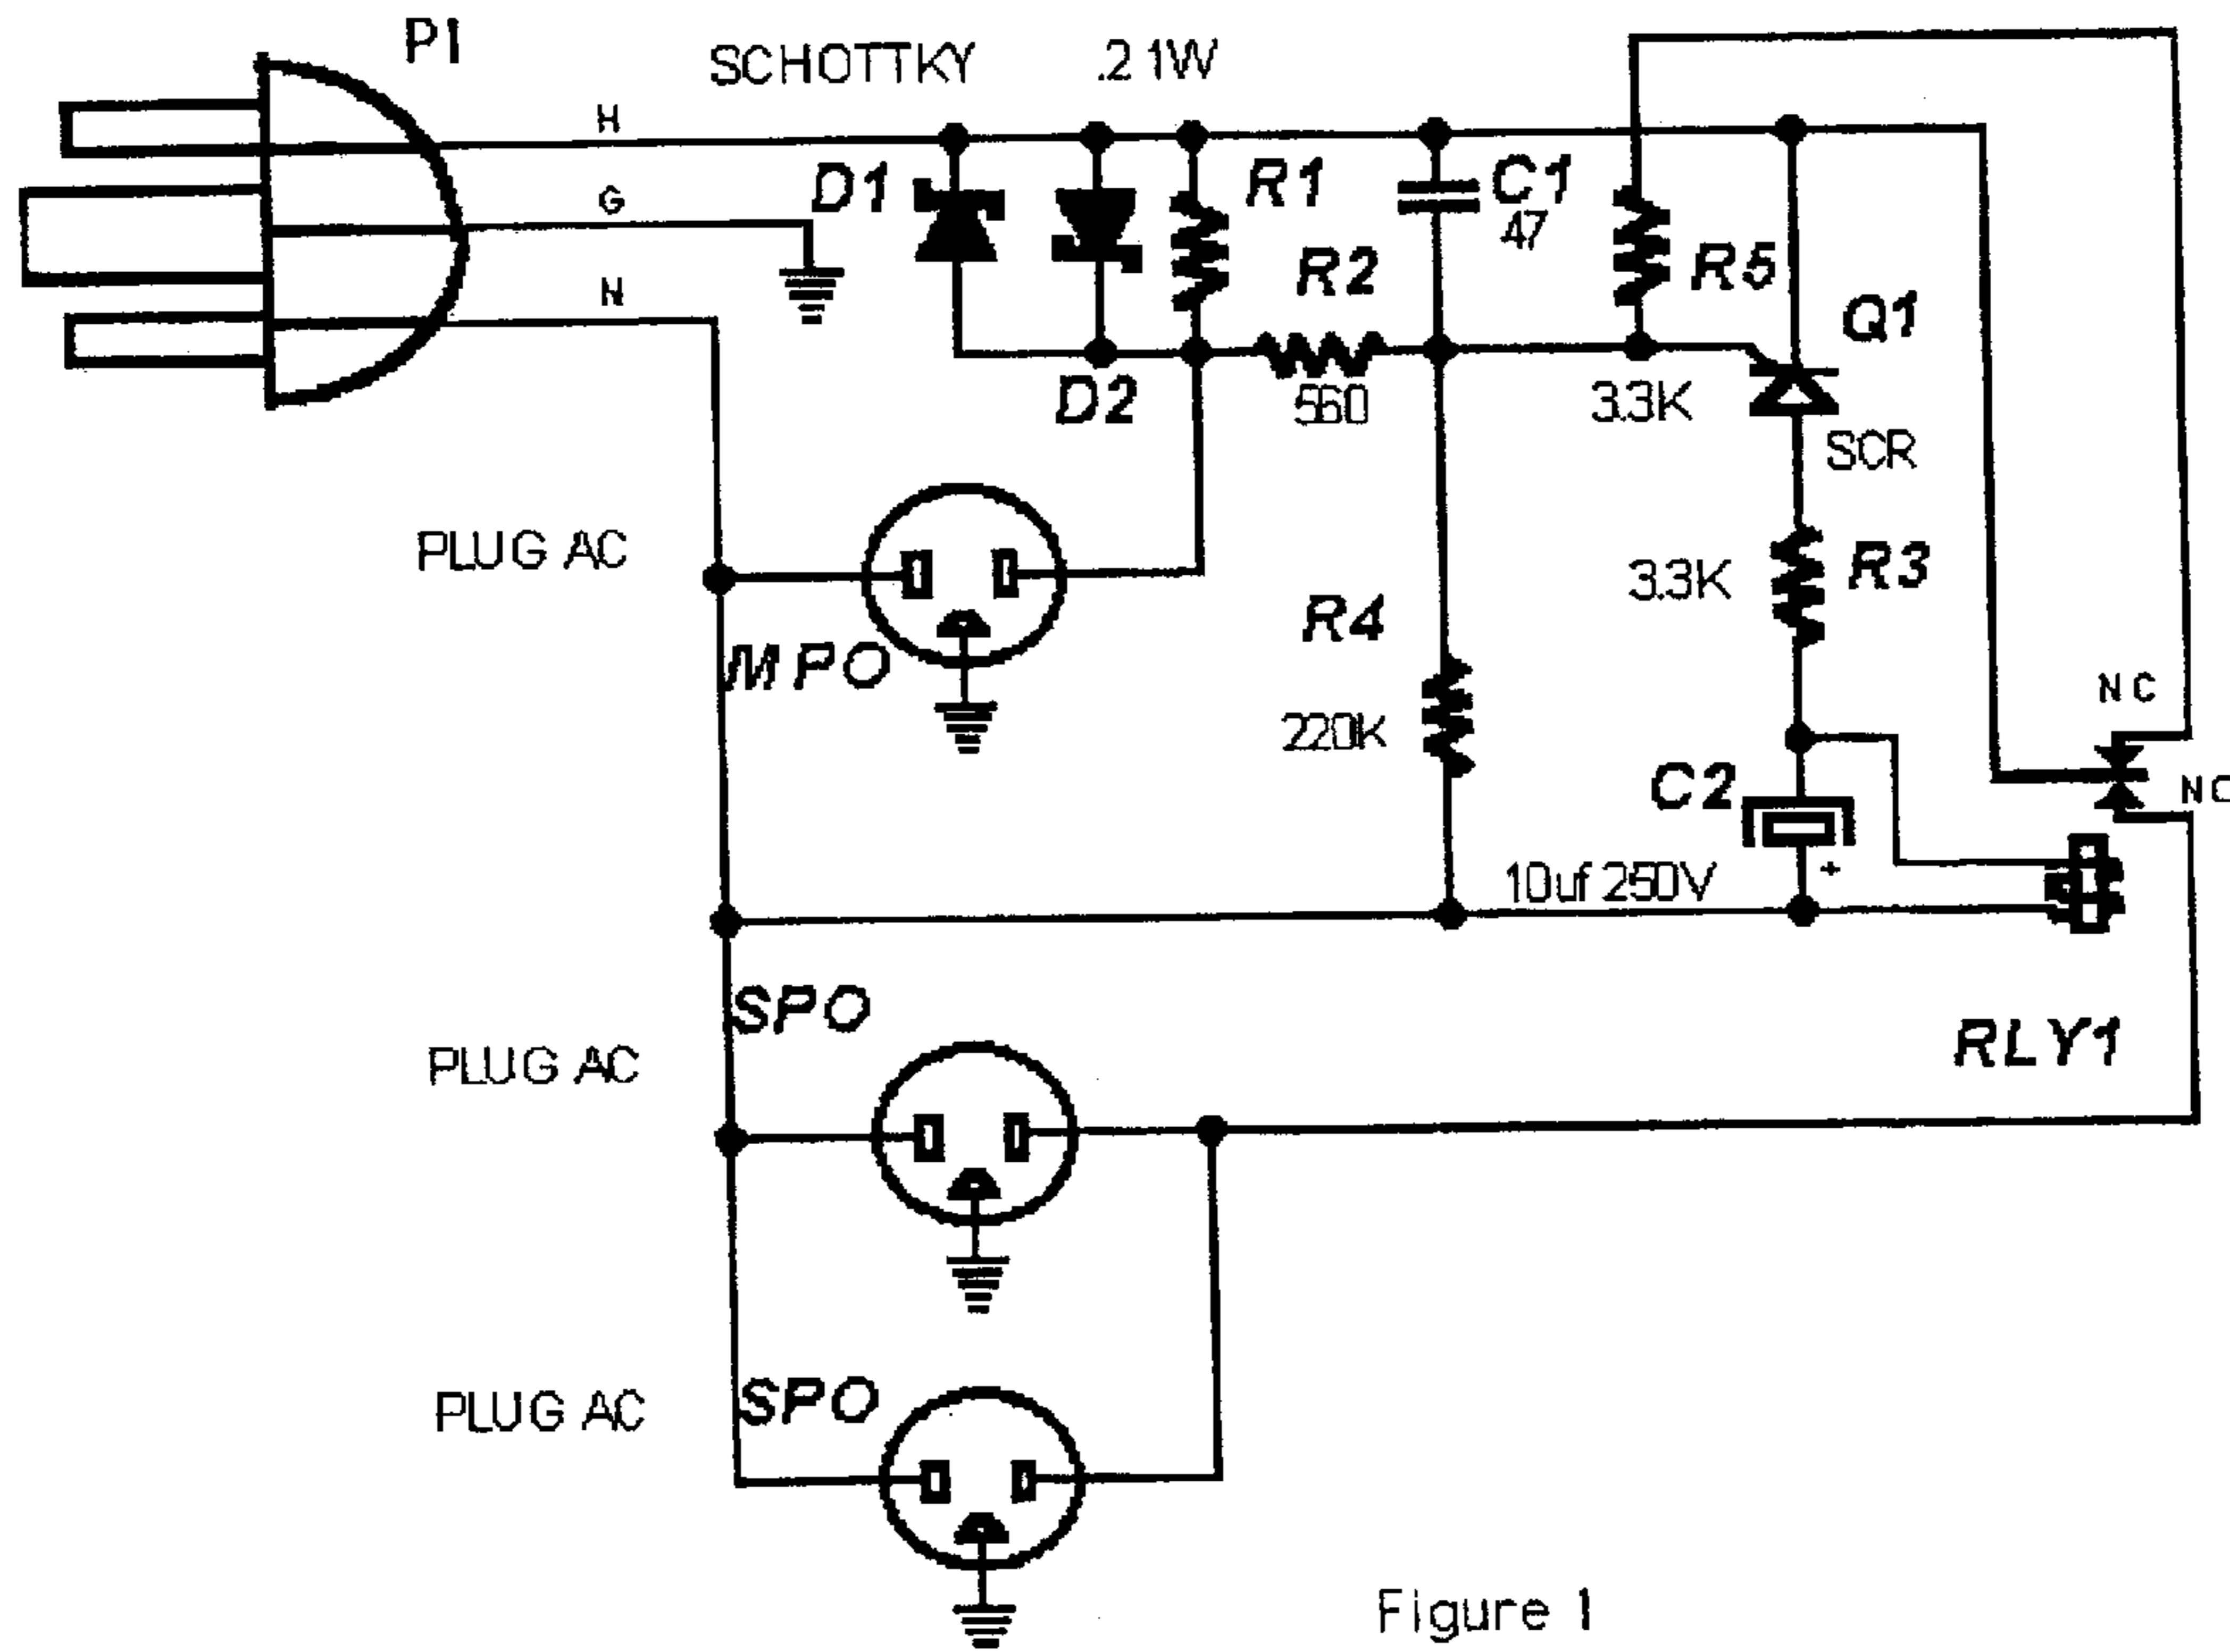 P1
SCHOTTKY
.2 1W
H
D1
R1
C1
47
G
R2
R5
N
Q1
D2
560
3.3K
SCR
PLUG AC
3.3K
R3
R4
MPO
220K
NC
C2
NO
10uf 250V
+
SPO
PLUG AC
RLY1
PLUG AC
SPO
Figure 1